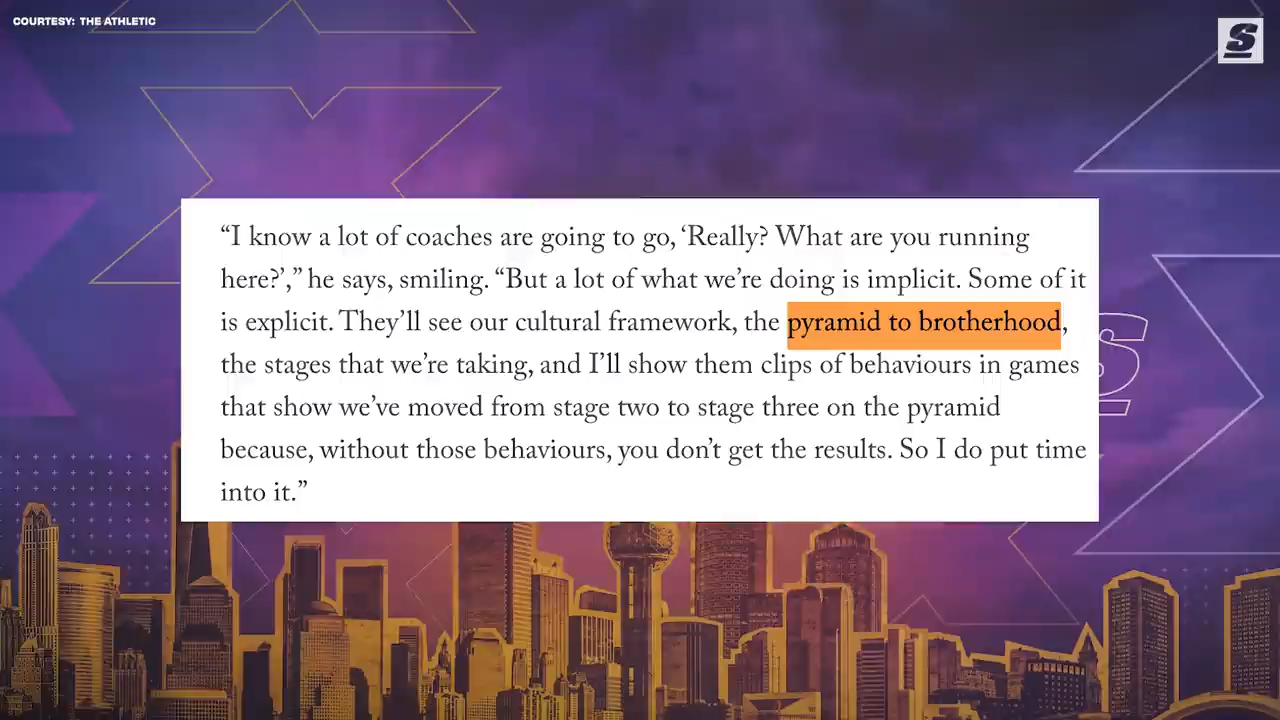 COURTESY: THE ATHLETIC
S
“I know a lot of coaches are going to go, ‘Really? What are you running
here?’,” he says, smiling. “But a lot of what we’re doing is implicit. Some of it
is explicit. They’ll see our cultural framework, the pyramid to brotherhood,
the stages that we’re taking, and I’ll show them clips of behaviours in games
that show we’ve moved from stage two to stage three on the pyramid
because, without those behaviours, you don’t get the results. So I do put time
into it.”